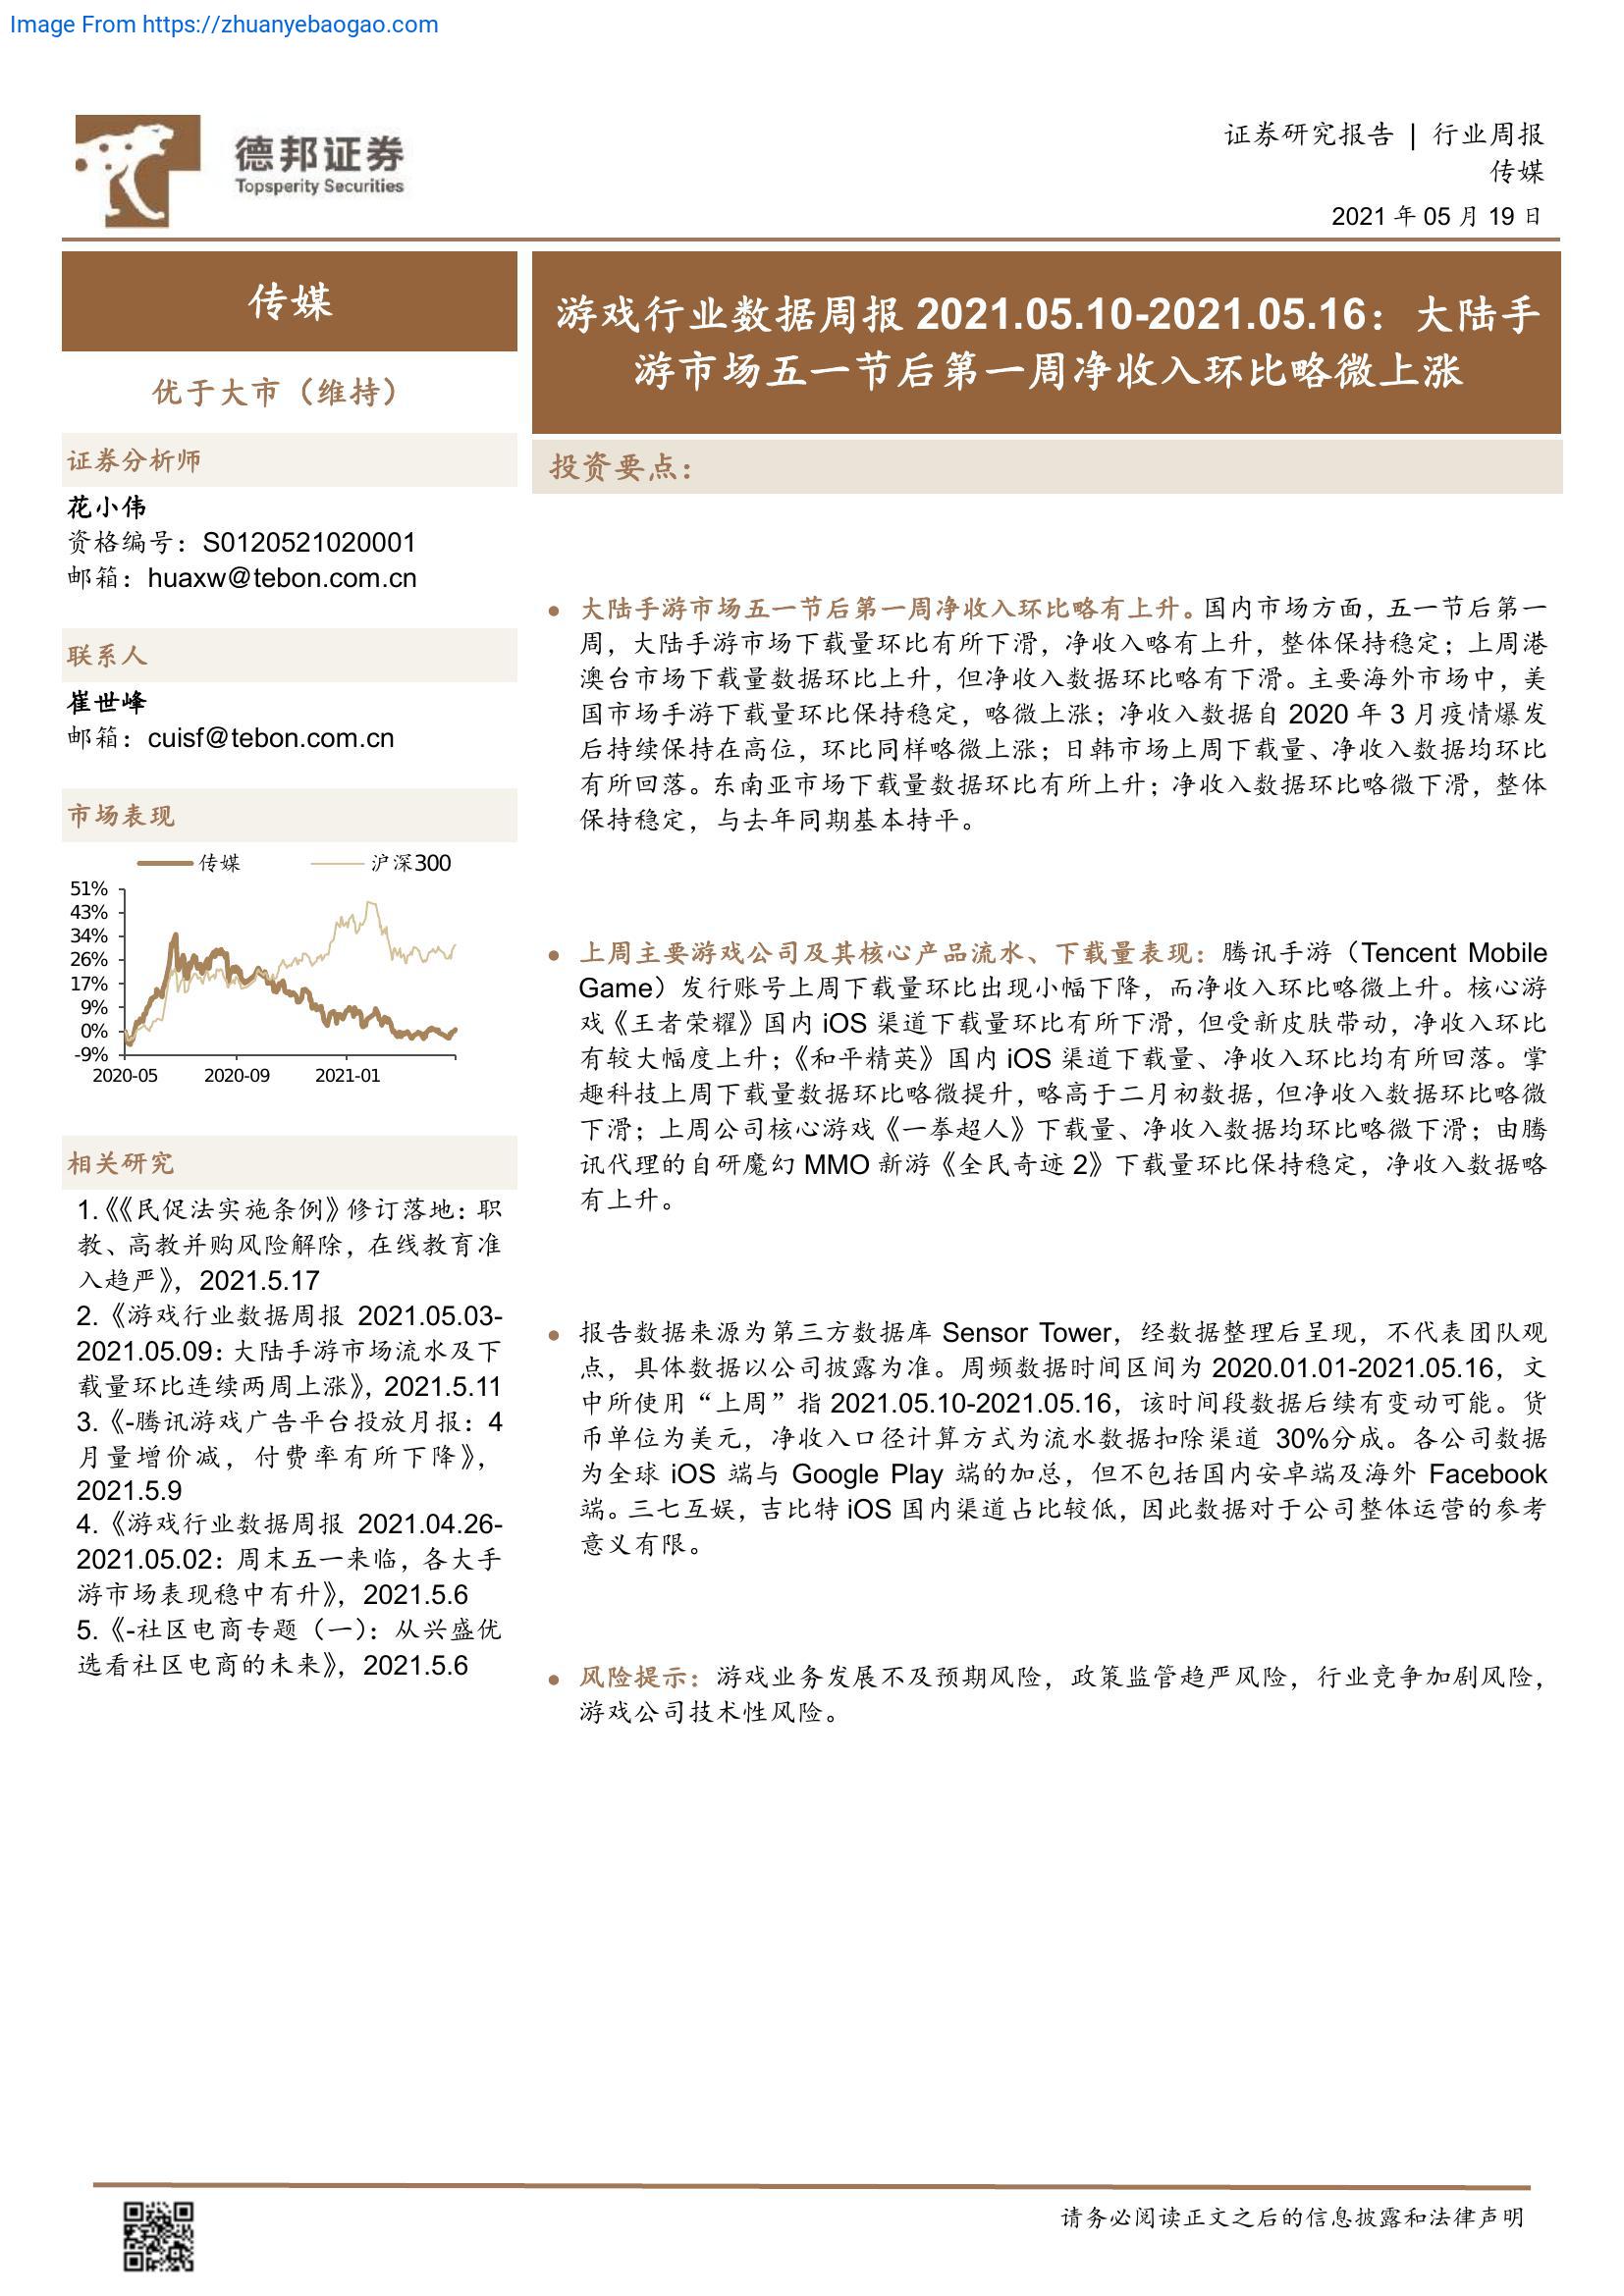 Image From https://zhuanyebaogao.com
德邦证券
Topsperity Securities
证券研究报告 | 行业周报
传媒
2021 年 05 月 19 日
传媒
优于大市（维持）
证券分析师
花小伟
资格编号：S0120521020001
邮箱：huaxw@tebon.com.cn
联系人
崔世峰
邮箱：cuisf@tebon.com.cn
市场表现
传媒
沪深300
51%
43%
34%
26%
17%
9%
0%
-9%
2020-05
2020-09
2021-01
相关研究
1.《《民促法实施条例》修订落地：职
教、高教并购风险解除，在线教育准
入趋严》，2021.5.17
2.《游戏行业数据周报 2021.05.03-
2021.05.09：大陆手游市场流水及下
载量环比连续两周上涨》，2021.5.11
3.《-腾讯游戏广告平台投放月报：4
月量增价减，付费率有所下降》，
2021.5.9
4.《游戏行业数据周报 2021.04.26-
2021.05.02：周末五一来临，各大手
游市场表现稳中有升》，2021.5.6
5.《-社区电商专题（一）：从兴盛优
选看社区电商的未来》，2021.5.6
游戏行业数据周报 2021.05.10-2021.05.16：大陆手
游市场五一节后第一周净收入环比略微上涨
投资要点：
● 大陆手游市场五一节后第一周净收入环比略有上升。国内市场方面，五一节后第一
周，大陆手游市场下载量环比有所下滑，净收入略有上升，整体保持稳定；上周港
澳台市场下载量数据环比上升，但净收入数据环比略有下滑。主要海外市场中，美
国市场手游下载量环比保持稳定，略微上涨；净收入数据自 2020 年 3 月疫情爆发
后持续保持在高位，环比同样略微上涨；日韩市场上周下载量、净收入数据均环比
有所回落。东南亚市场下载量数据环比有所上升；净收入数据环比略微下滑，整体
保持稳定，与去年同期基本持平。
● 上周主要游戏公司及其核心产品流水、下载量表现：腾讯手游（Tencent Mobile
Game）发行账号上周下载量环比出现小幅下降，而净收入环比略微上升。核心游
戏《王者荣耀》国内 iOS 渠道下载量环比有所下滑，但受新皮肤带动，净收入环比
有较大幅度上升；《和平精英》国内 iOS 渠道下载量、净收入环比均有所回落。掌
趣科技上周下载量数据环比略微提升，略高于二月初数据，但净收入数据环比略微
下滑；上周公司核心游戏《一拳超人》下载量、净收入数据均环比略微下滑；由腾
讯代理的自研魔幻 MMO 新游《全民奇迹 2》下载量环比保持稳定，净收入数据略
有上升。
● 报告数据来源为第三方数据库 Sensor Tower，经数据整理后呈现，不代表团队观
点，具体数据以公司披露为准。周频数据时间区间为 2020.01.01-2021.05.16，文
中所使用“上周”指 2021.05.10-2021.05.16，该时间段数据后续有变动可能。货
币单位为美元，净收入口径计算方式为流水数据扣除渠道 30%分成。各公司数据
为全球 iOS 端与 Google Play 端的加总，但不包括国内安卓端及海外 Facebook
端。三七互娱，吉比特 iOS 国内渠道占比较低，因此数据对于公司整体运营的参考
意义有限。
● 风险提示：游戏业务发展不及预期风险，政策监管趋严风险，行业竞争加剧风险，
游戏公司技术性风险。
请务必阅读正文之后的信息披露和法律声明